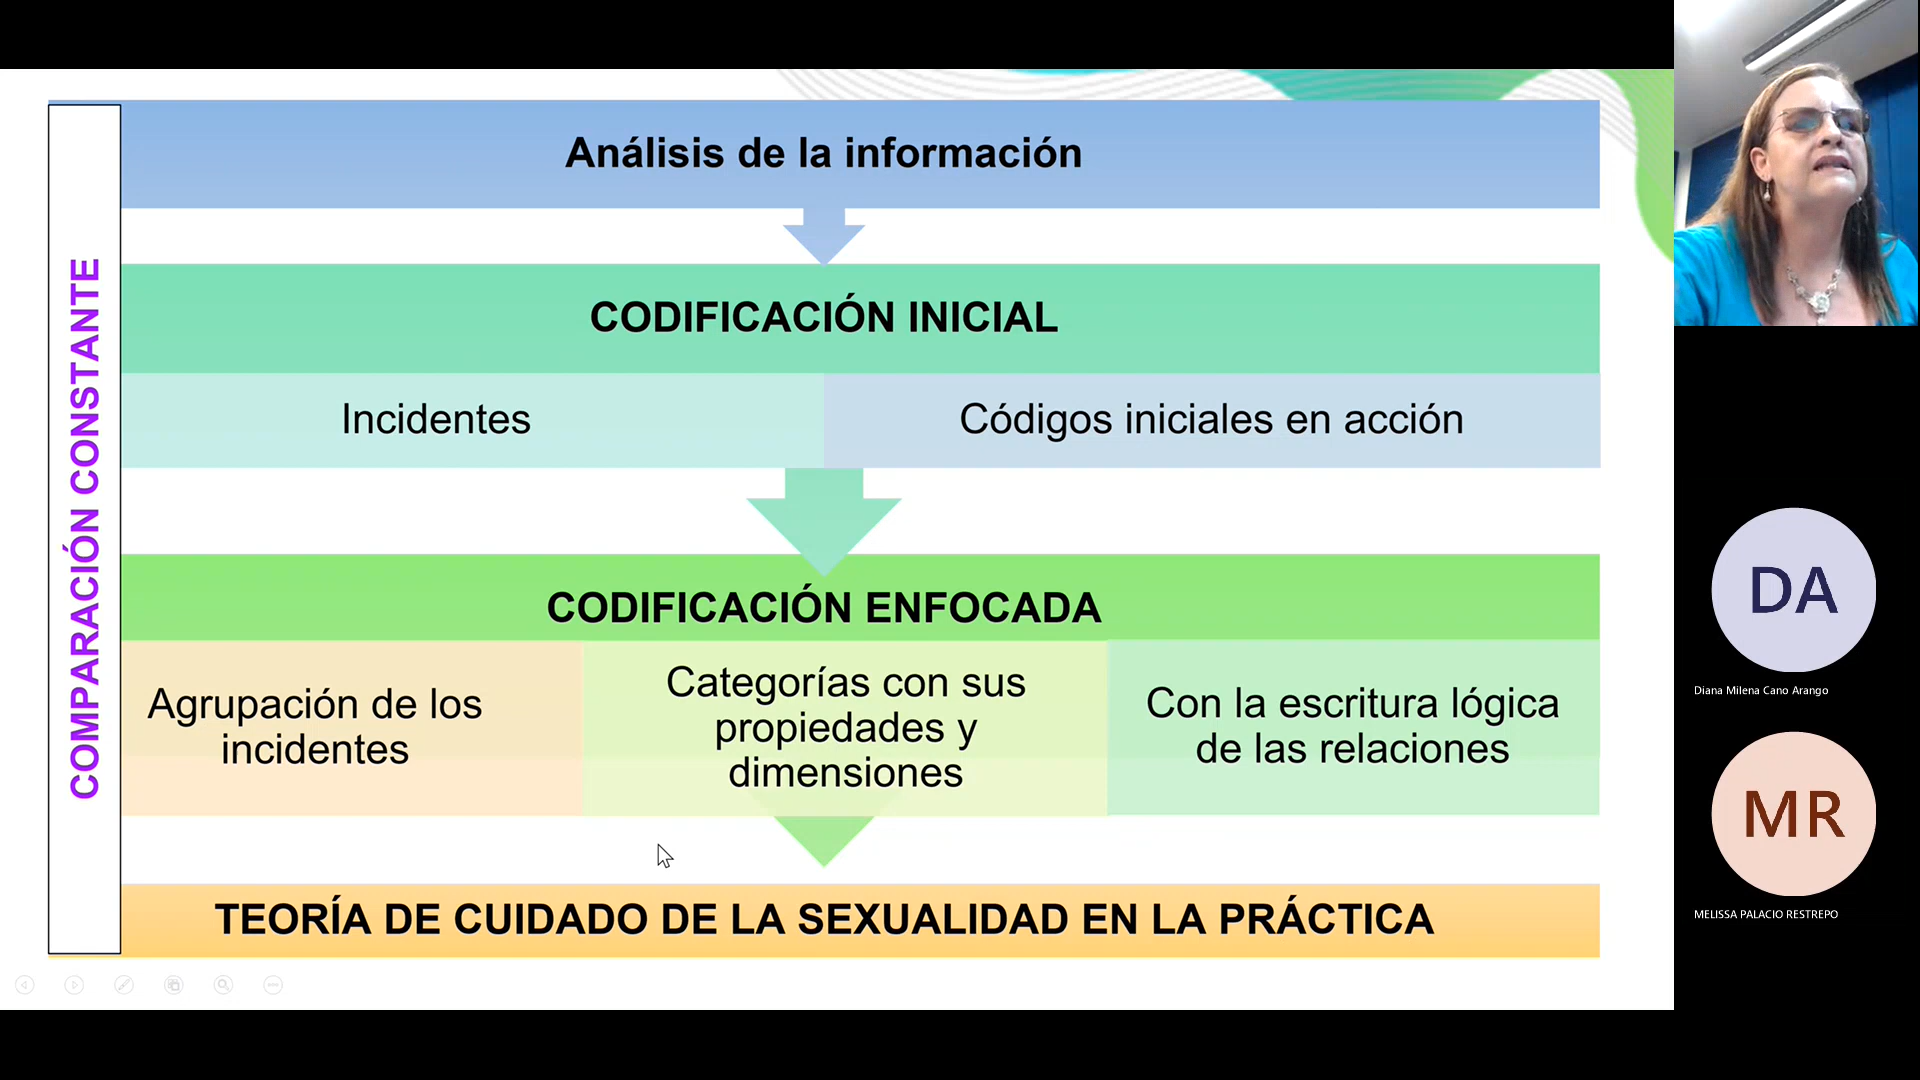 COMPARACIÓN CONSTANTE
Análisis de la información
CODIFICACIÓN INICIAL
Incidentes
Códigos iniciales en acción
CODIFICACIÓN ENFOCADA
Agrupación de los
incidentes
Categorías con sus
propiedades y
dimensiones
Con la escritura lógica
de las relaciones
TEORÍA DE CUIDADO DE LA SEXUALIDAD EN LA PRÁCTICA
DA
Diana Milena Cano Arango
MR
MELISSA PALACIO RESTREPO